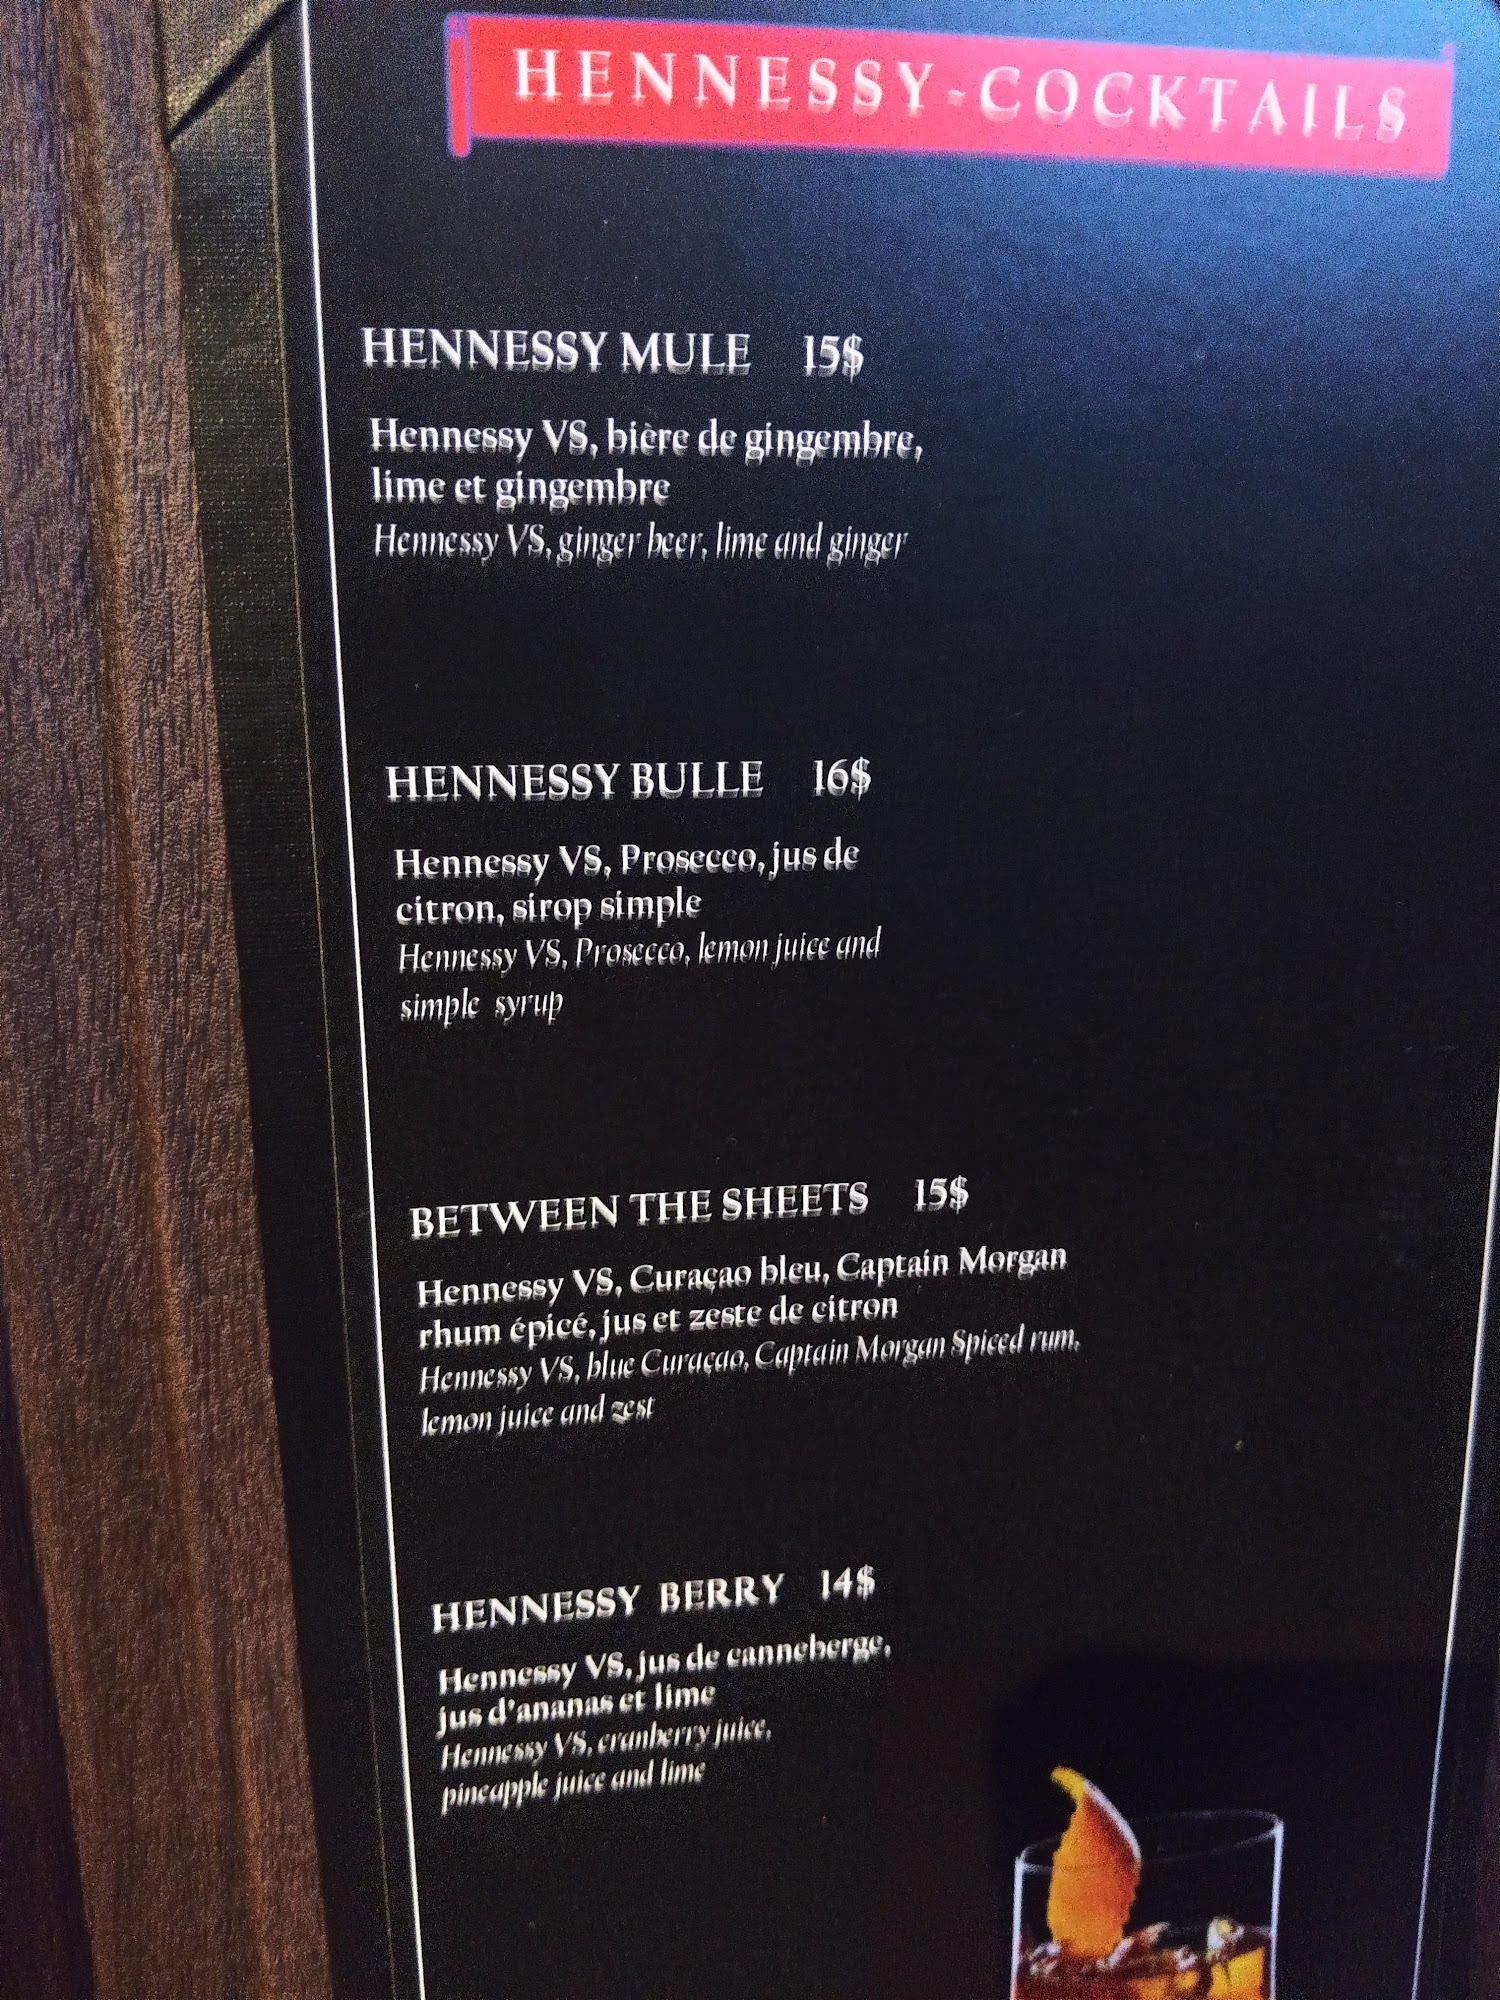 HENNESSY-COCKTAILS
HENNESSY MULE 15$
Hennessy VS, bière de gingembre,
lime et gingembre
Hennessy VS, ginger beer, lime and ginger
HENNESSY BULLE 16$
Hennessy VS, Prosecco, jus de
citron, sirop simple
Hennessy VS, Prosecco, lemon juice and
simple syrup
BETWEEN THE SHEETS 15$
Hennessy VS, Curaçao bleu, Captain Morgan
rhum épicé, jus et zeste de citron
Hennessy VS, blue Curaçao, Captain Morgan Spiced rum,
lemon juice and zest
HENNESSY BERRY 14$
Hennessy VS, jus de canneberge,
jus d'ananas et lime
Hennessy VS, cranberry juice,
pineapple juice and lime